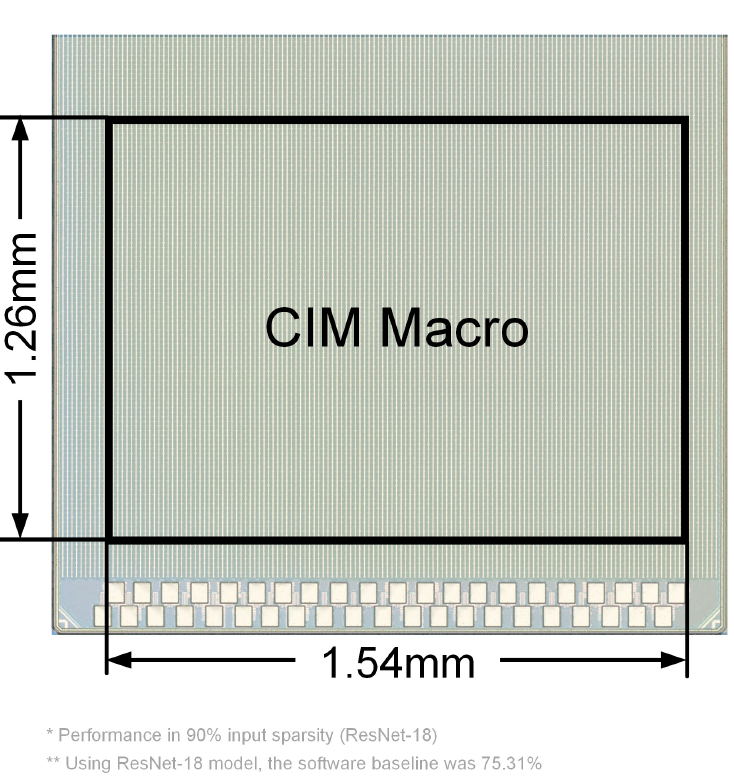 1.26mm
CIM Macro
1.54mm
* Performance in 90% input sparsity (ResNet-18)
** Using ResNet-18 model, the software baseline was 75.31%